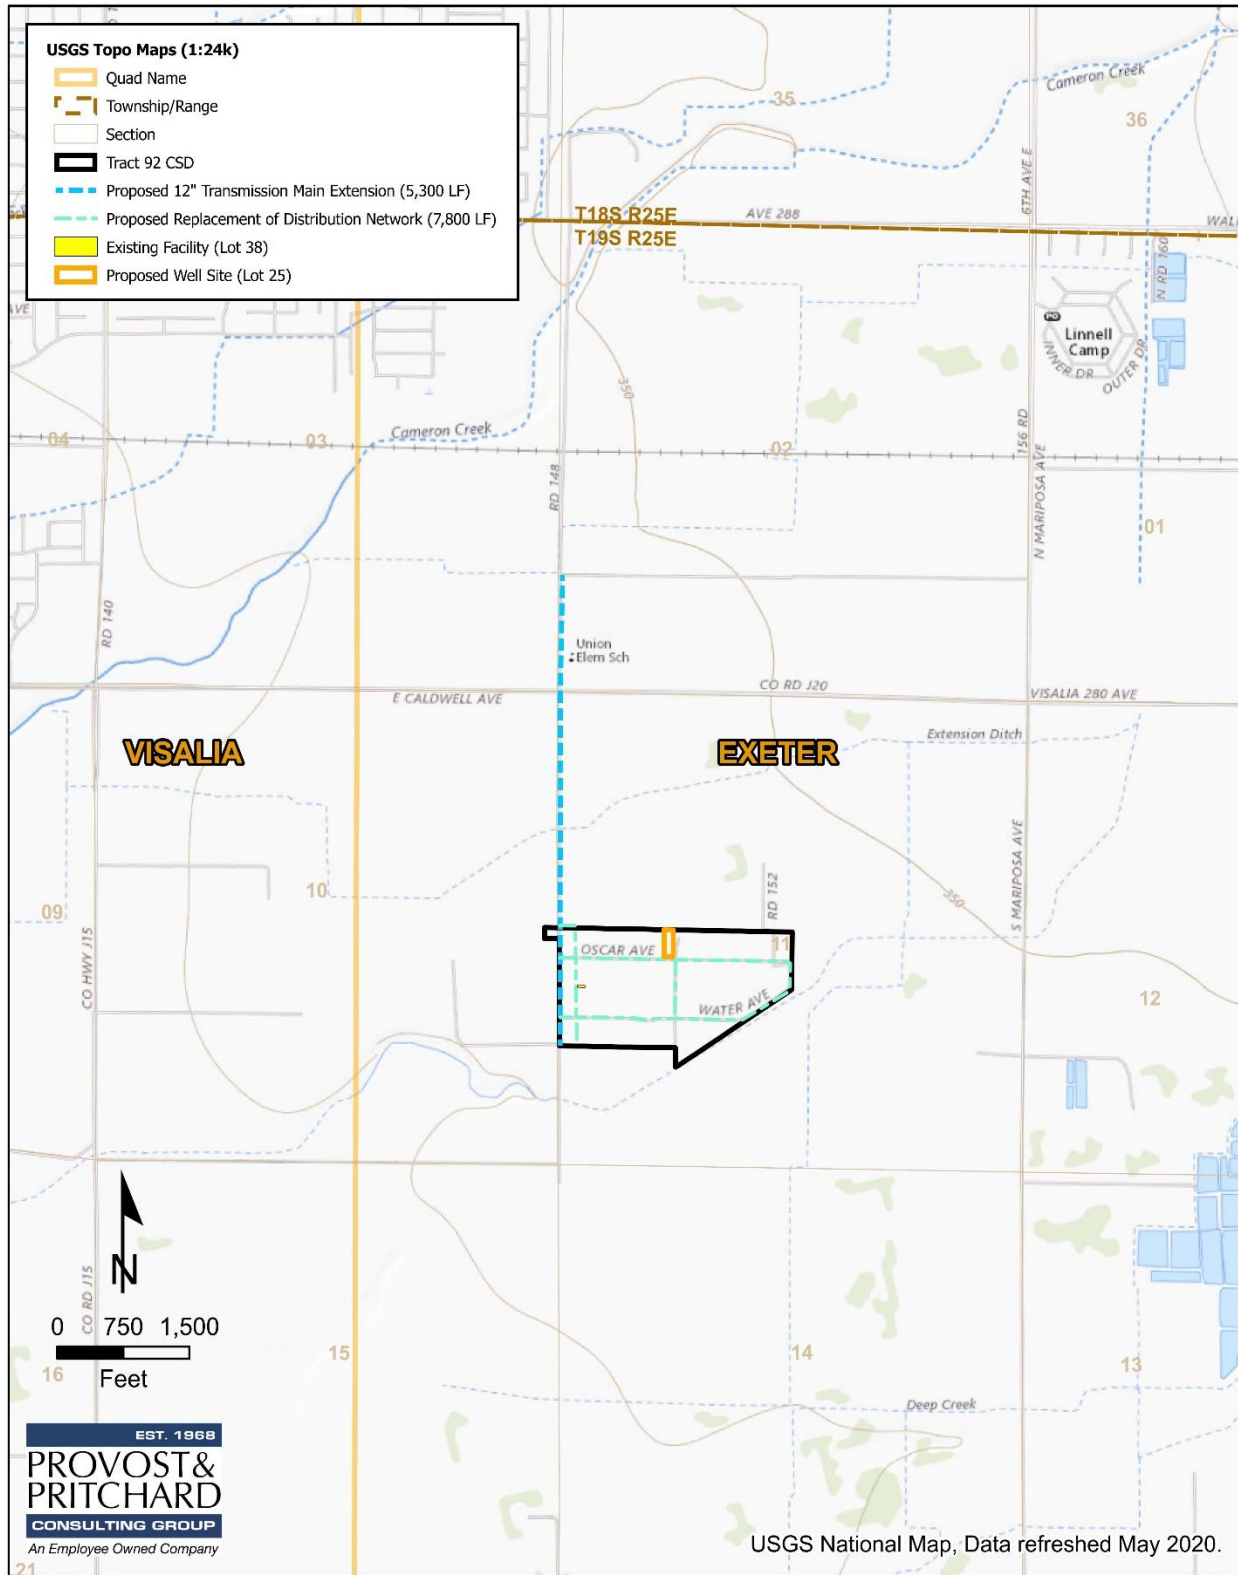 USGS Topo Maps (1:24k)
Quad Name
Township/Range
Section
Tract 92 CSD
Proposed 12" Transmission Main Extension (5,300 LF)
Proposed Replacement of Distribution Network (7,800 LF)
Existing Facility (Lot 38)
Proposed Well Site (Lot 25)
35
Cameron Creek
36
6TH AVE E
T18S R25E
AVE 288
T19S R25E
N RD 160
AVE
PO
Linnell
Camp
INNER DR
OUTER DR
350
04
03
Cameron Creek
02
156 RD
RD 148
N MARIPOSA AVE
01
RD 140
Union
Elem Sch
E CALDWELL AVE
CO RD J20
VISALIA 280 AVE
VISALIA
EXETER
Extension Ditch
S MARIPOSA AVE
10
09
RD 152
350
CO HWY J15
OSCAR AVE
11
WATER AVE
12
N
CO RD J15
0 750 1,500
Feet
16
15
14
13
Deep Creek
EST. 1968
PROVOST&
PRITCHARD
CONSULTING GROUP
An Employee Owned Company
USGS National Map, Data refreshed May 2020.
21